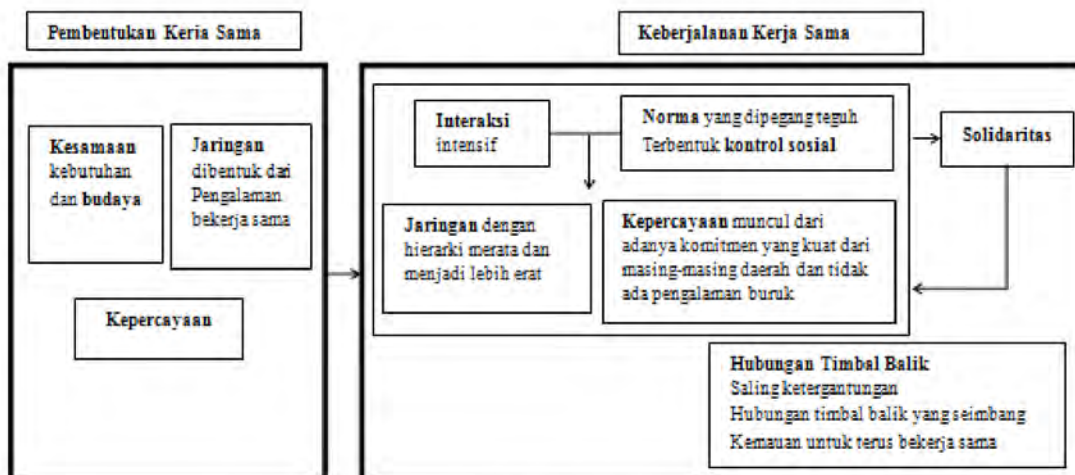 Pembentukan Kerja Sama
Keberjalanan Kerja Sama
Kesamaan
kebutuhan
dan budaya
Jaringan
dibentuk dari
Pengalaman
bekerja sama
Kepercayaan
Interaksi
intensif
Norma yang dipegang teguh
Terbentuk kontrol sosial
Solidaritas
Jaringan dengan
hierarki merata dan
menjadi lebih erat
Kepercayaan muncul dari
adanya komitmen yang kuat dari
masing-masing daerah dan tidak
ada pengalaman buruk
Hubungan Timbal Balik
Saling ketergantungan
Hubungan timbal balik yang seimbang
Kemauan untuk terus bekerja sama